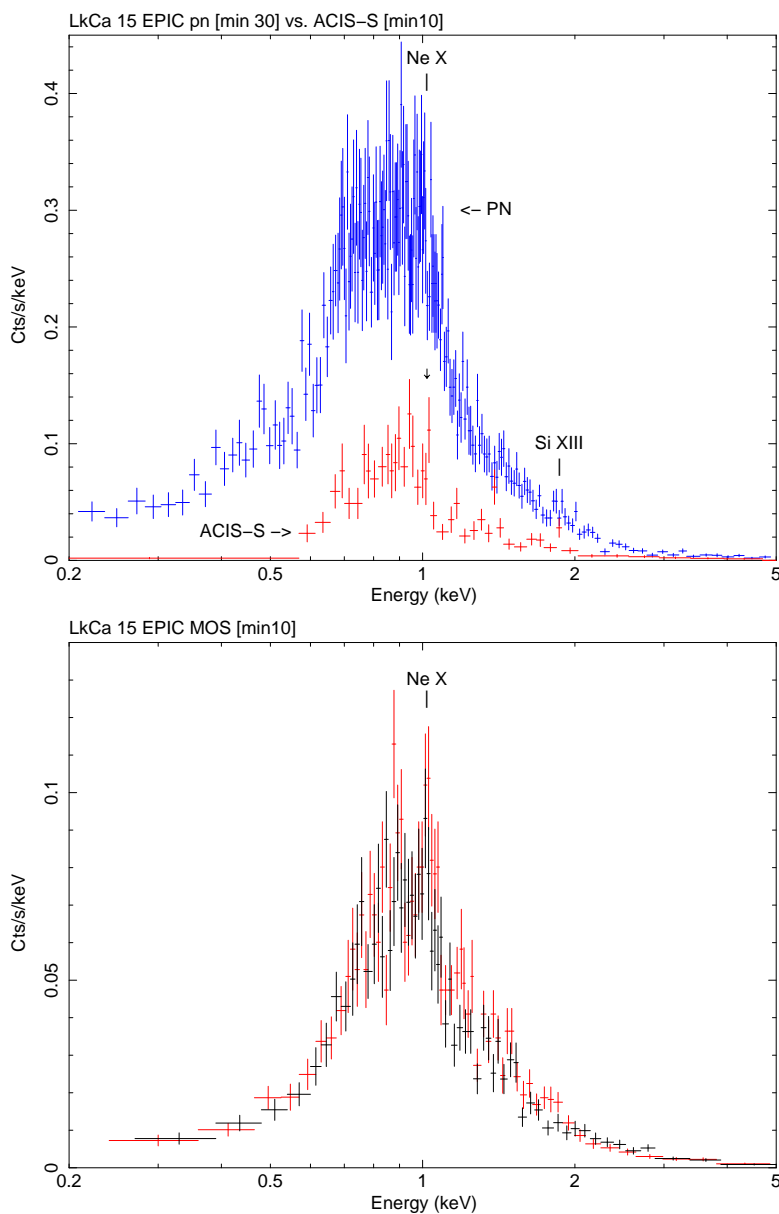 LkCa 15 EPIC pn [min 30] vs. ACIS−S [min10]
Ne X
<− PN
Si XIII
ACIS−S −>
Cts/s/keV
0 0.1 0.2 0.3 0.4
0.2 0.5 1 2 5
Energy (keV)
LkCa 15 EPIC MOS [min10]
Ne X
Cts/s/keV
0 0.05 0.1
0.2 0.5 1 2 5
Energy (keV)